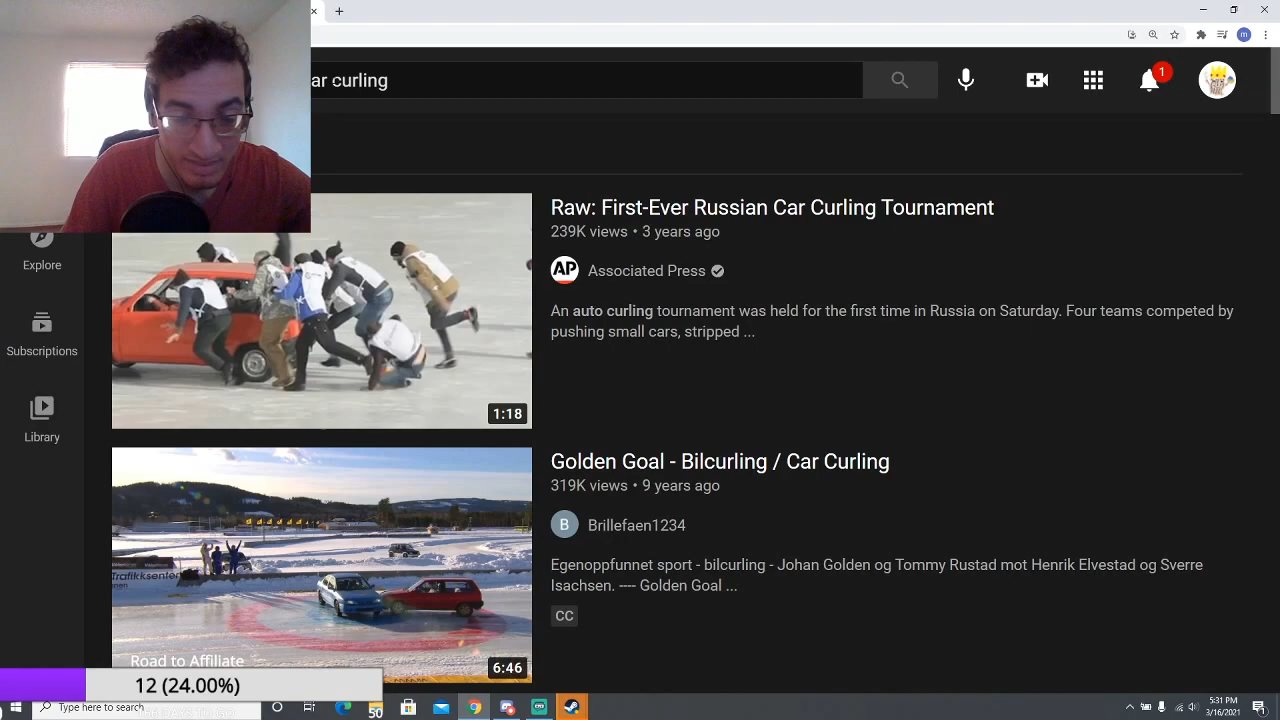 ar curling
1
Raw: First-Ever Russian Car Curling Tournament
239K views • 3 years ago
AP
Associated Press
An auto curling tournament was held for the first time in Russia on Saturday. Four teams competed by
pushing small cars, stripped ...
1:18
Explore
Subscriptions
Library
Golden Goal - Bilcurling / Car Curling
319K views • 9 years ago
B
Brillefaen1234
Egenoppfunnet sport - bilcurling - Johan Golden og Tommy Rustad mot Henrik Elvestad og Sverre
Isachsen. ---- Golden Goal ...
CC
6:46
Trafikksenter
Road to Affiliate
12 (24.00%)
Type here to search
50
5:31 PM
3/16/2021
m